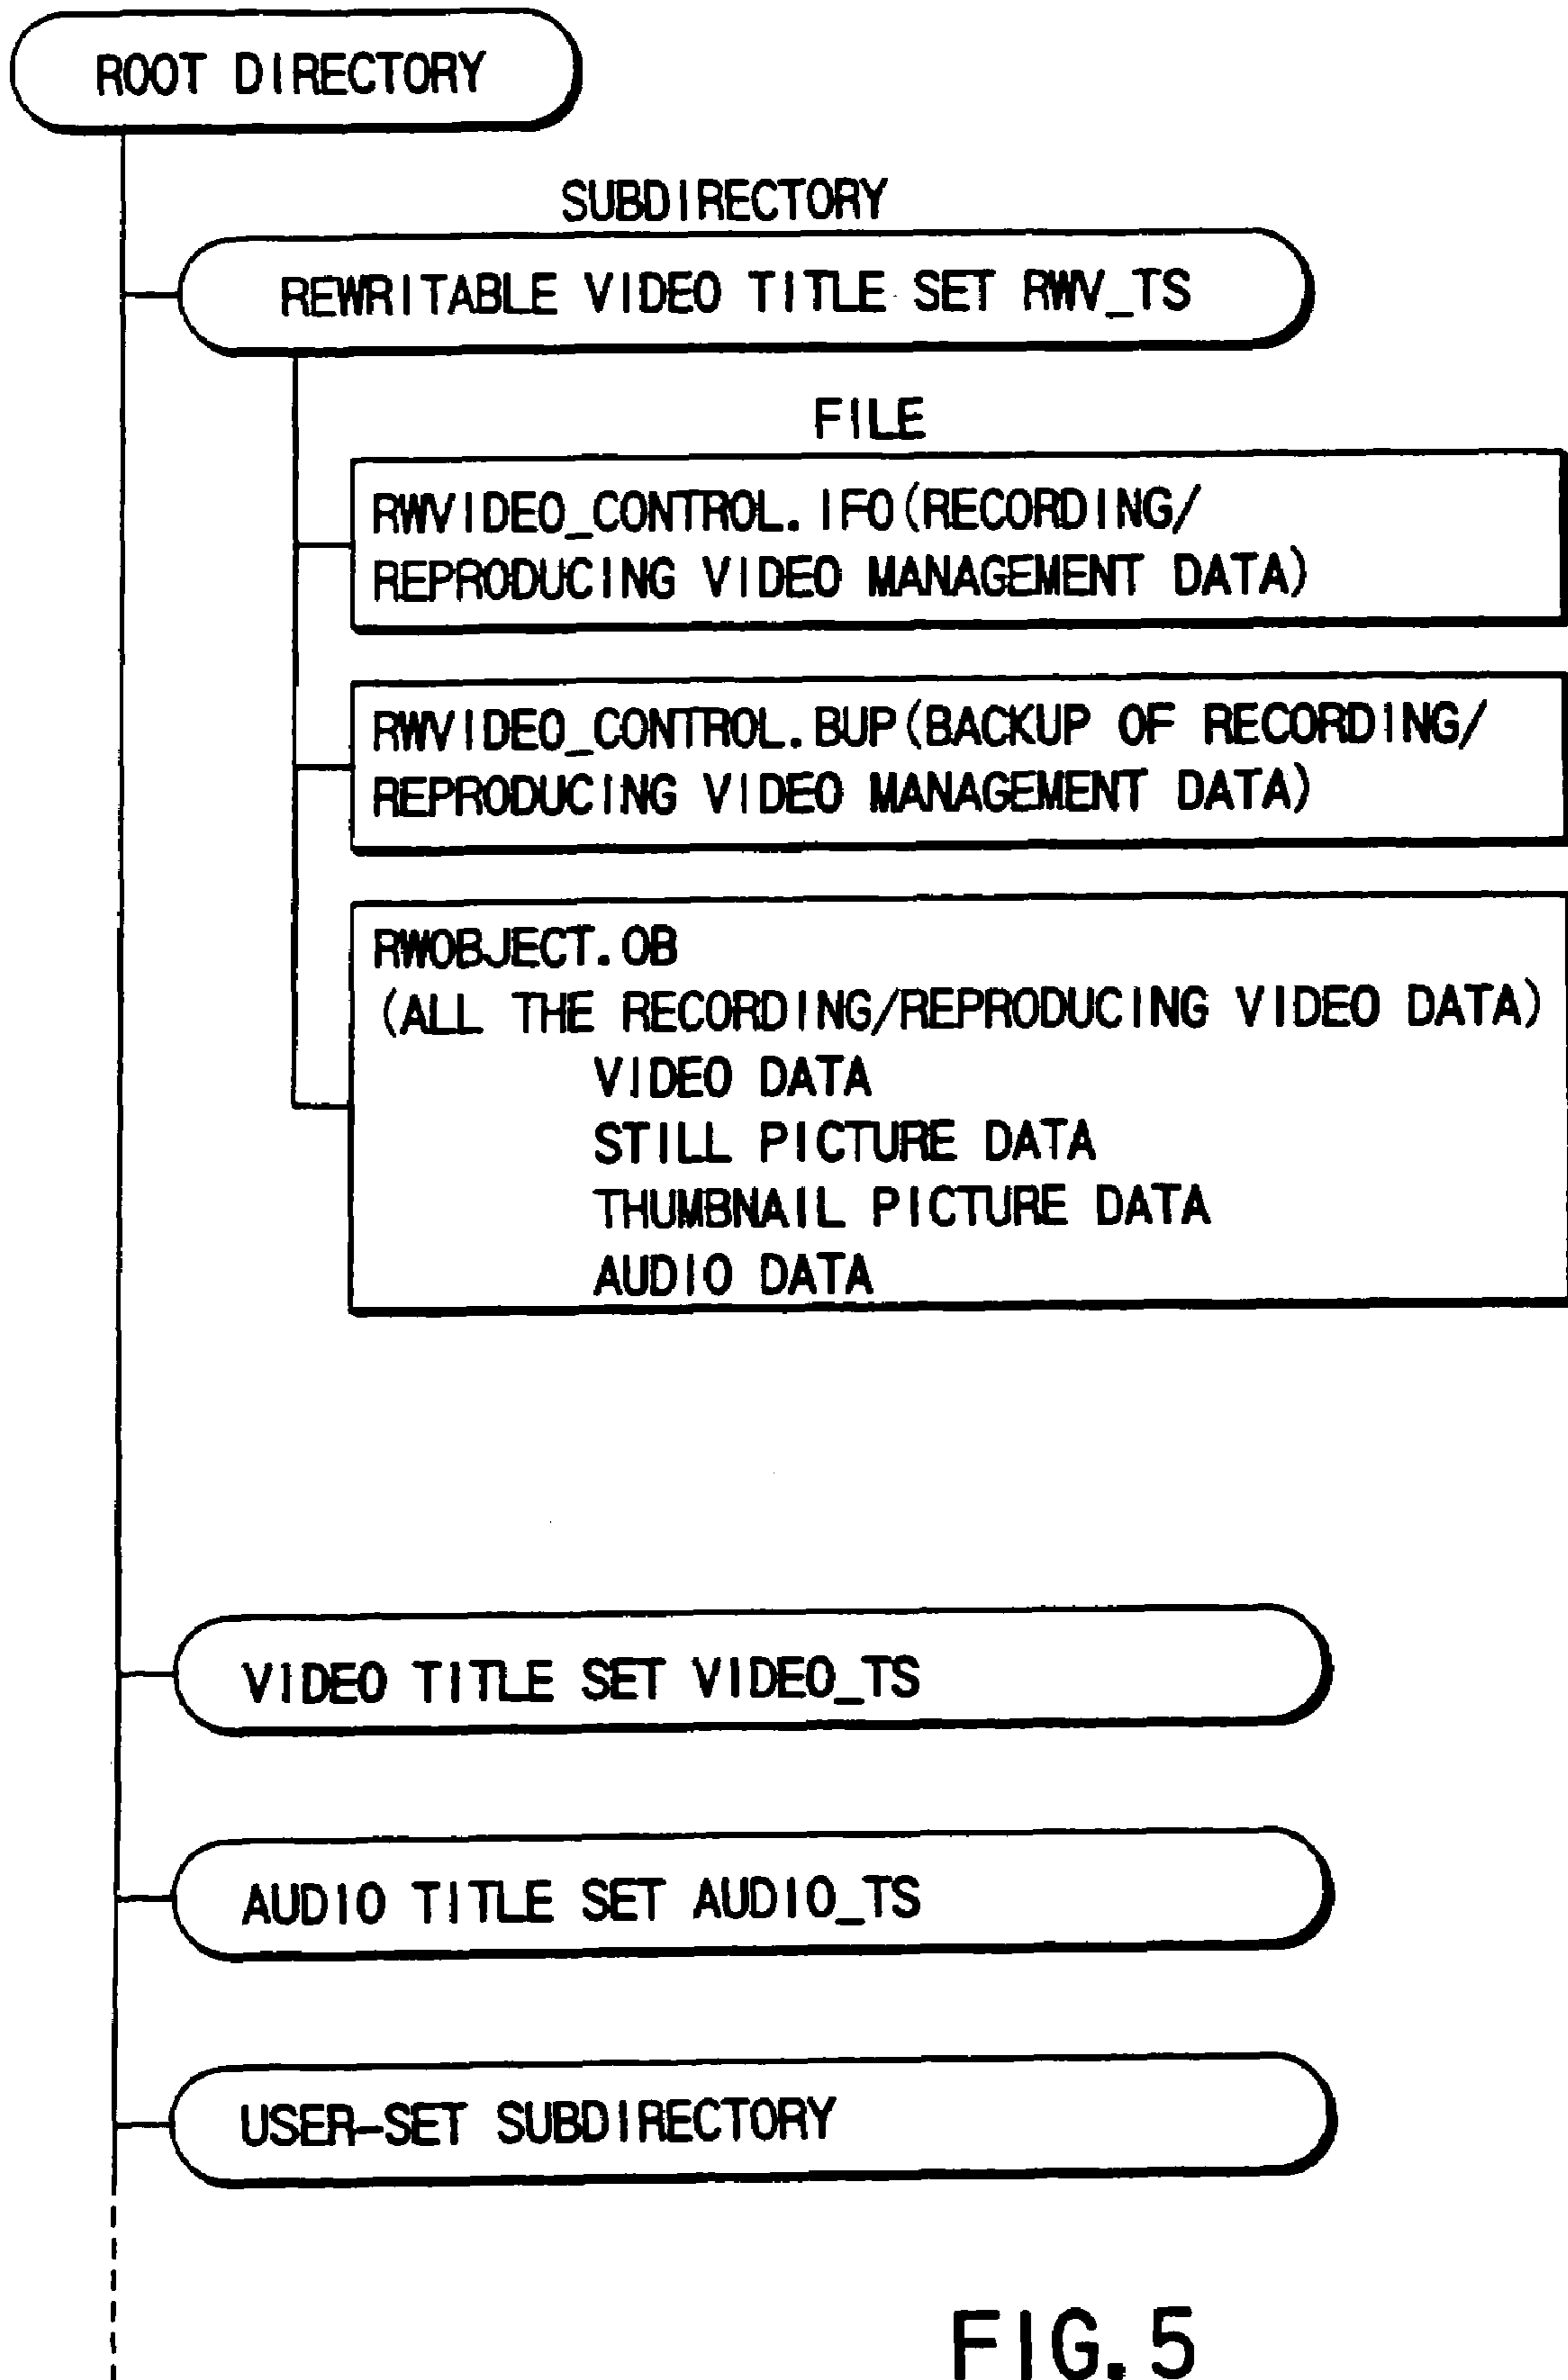 ROOT DIRECTORY
SUBDIRECTORY
REWRITABLE VIDEO TITLE SET RWV_TS
FILE
RWVIDEO_CONTROL.IFO(RECORDING/
REPRODUCING VIDEO MANAGEMENT DATA)
RWVIDEO_CONTROL.BUP(BACKUP OF RECORDING/
REPRODUCING VIDEO MANAGEMENT DATA)
RWOBJECT.OB
(ALL THE RECORDING/REPRODUCING VIDEO DATA)
VIDEO DATA
STILL PICTURE DATA
THUMBNAIL PICTURE DATA
AUDIO DATA
VIDEO TITLE SET VIDEO_TS
AUDIO TITLE SET AUDIO_TS
USER-SET SUBDIRECTORY
FIG.5